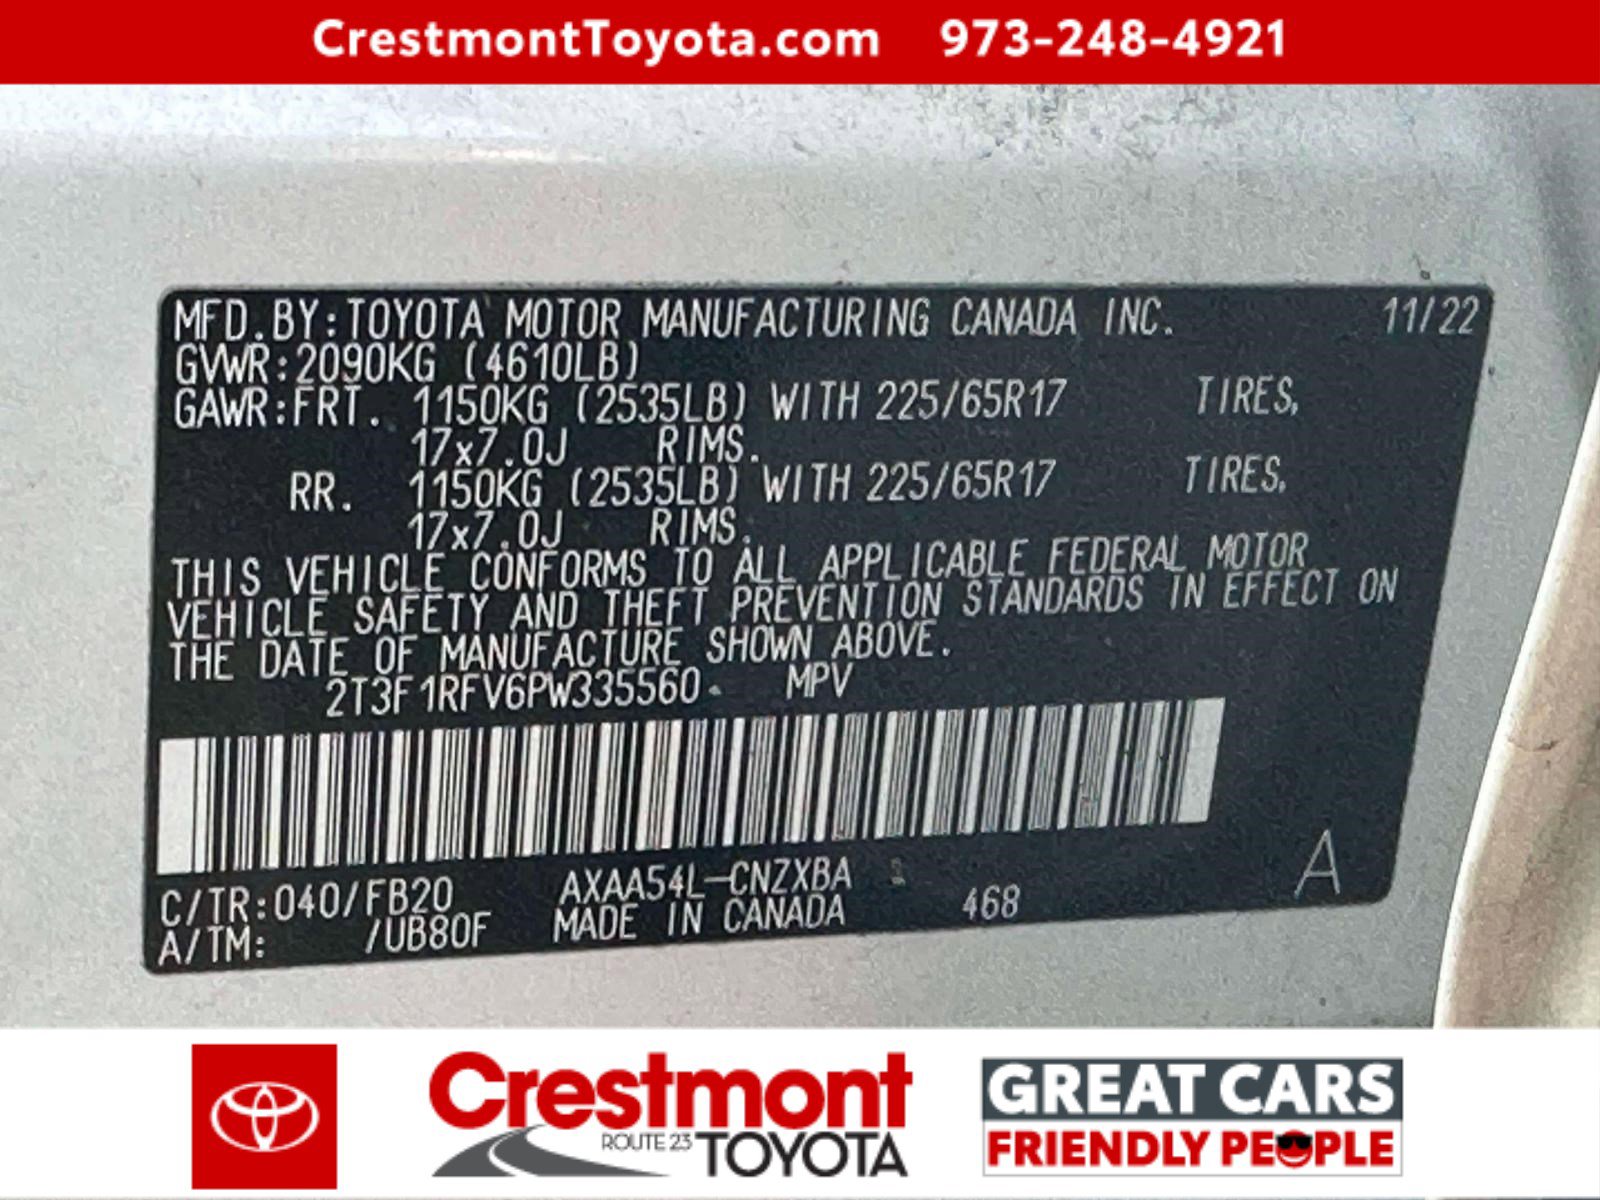 CrestmontToyota.com 973-248-4921
MFD.BY:TOYOTA MOTOR MANUFACTURING CANADA INC. 11/22
GVWR:2090KG (4610LB)
GAWR:FRT. 1150KG (2535LB) WITH 225/65R17 TIRES,
17x7.0J RIMS.
RR. 1150KG (2535LB) WITH 225/65R17 TIRES,
17x7.0J RIMS.
THIS VEHICLE CONFORMS TO ALL APPLICABLE FEDERAL MOTOR
VEHICLE SAFETY AND THEFT PREVENTION STANDARDS IN EFFECT ON
THE DATE OF MANUFACTURE SHOWN ABOVE.
2T3F1RFV6PW335560 MPV
C/TR:040/FB20 AXAA54L-CNZXBA
A/TM: /UB80F MADE IN CANADA 468 A
Crestmont
ROUTE 23 TOYOTA
GREAT CARS
FRIENDLY PEOPLE